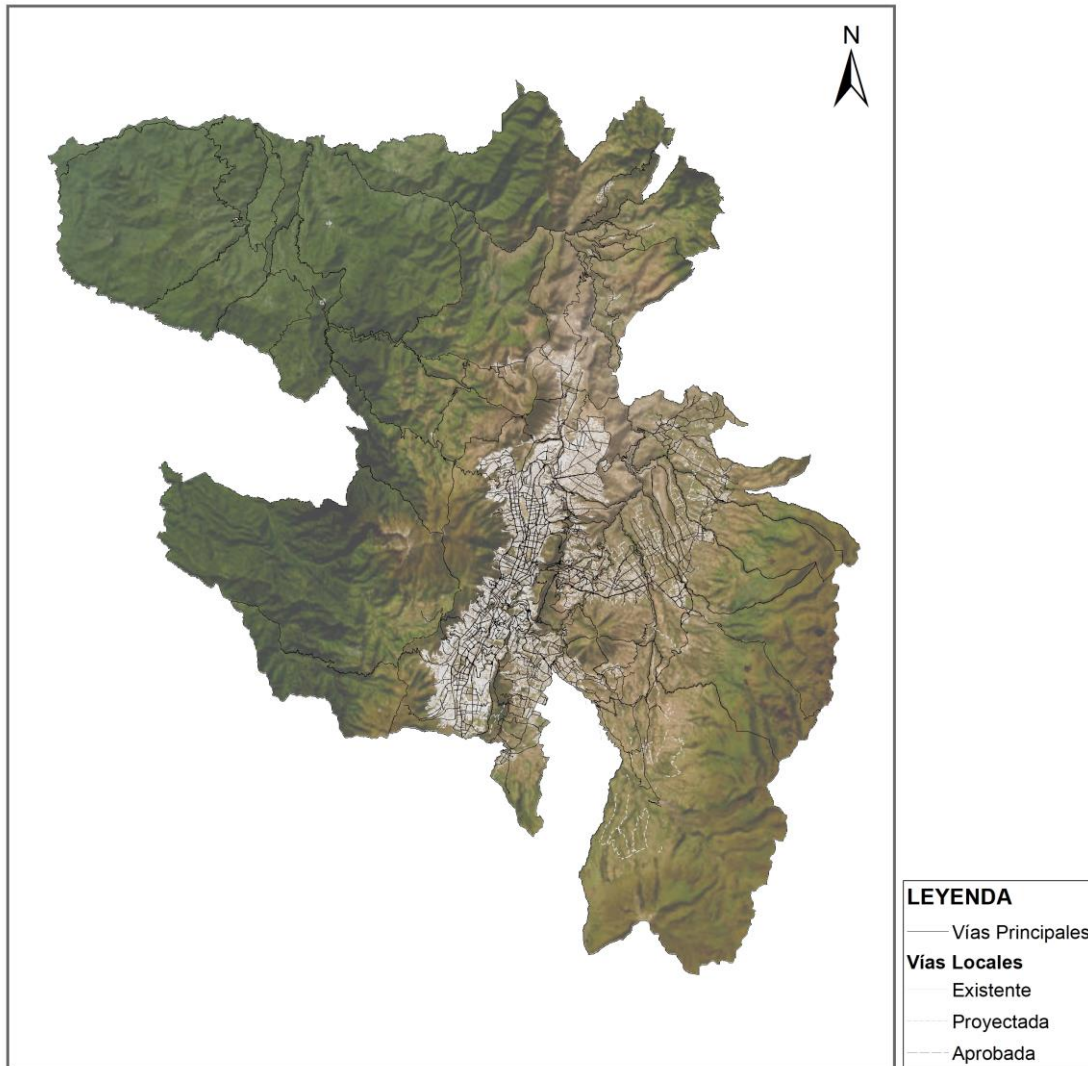 N
LEYENDA
Vías Principales
Vías Locales
Existente
Proyectada
Aprobada